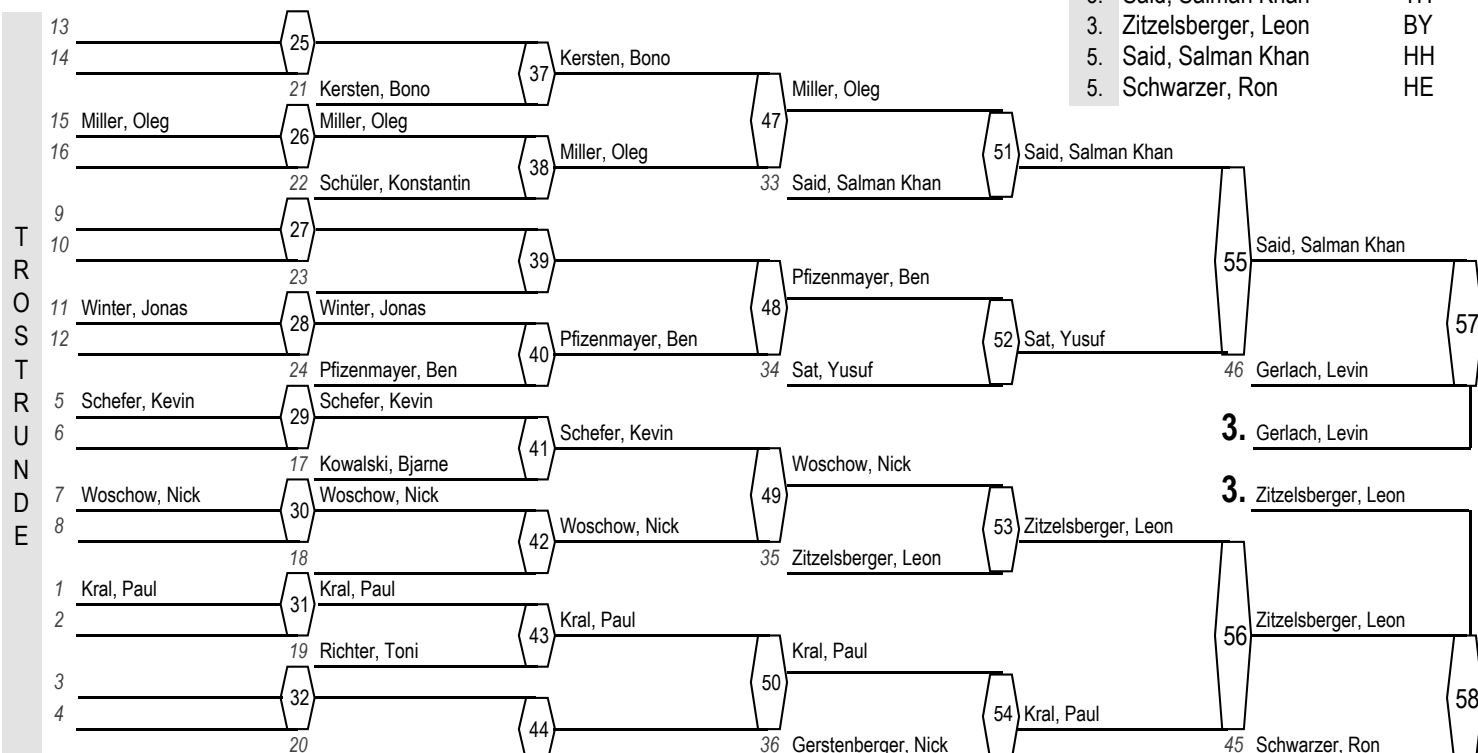 3. Zitzelsberger, Leon BY
5. Said, Salman Khan HH
5. Schwarzer, Ron HE
TROSTRUNDE
13
25
14
37
Kersten, Bono
21 Kersten, Bono
47
Miller, Oleg
15 Miller, Oleg
26
Miller, Oleg
16
38
Miller, Oleg
51
Said, Salman Khan
22 Schüler, Konstantin
33 Said, Salman Khan
9
27
10
39
55
Said, Salman Khan
23
Pfizenmayer, Ben
11 Winter, Jonas
28
Winter, Jonas
48
57
12
40
Pfizenmayer, Ben
52
Sat, Yusuf
24 Pfizenmayer, Ben
34 Sat, Yusuf
46 Gerlach, Levin
5 Schefer, Kevin
29
Schefer, Kevin
6
41
Schefer, Kevin
3. Gerlach, Levin
17 Kowalski, Bjarne
Woschow, Nick
7 Woschow, Nick
30
Woschow, Nick
49
3. Zitzelsberger, Leon
8
42
Woschow, Nick
53
Zitzelsberger, Leon
18
35 Zitzelsberger, Leon
1 Kral, Paul
31
Kral, Paul
2
43
Kral, Paul
56
Zitzelsberger, Leon
19 Richter, Toni
Kral, Paul
3
32
50
58
4
44
54
Kral, Paul
20
36 Gerstenberger, Nick
45 Schwarzer, Ron